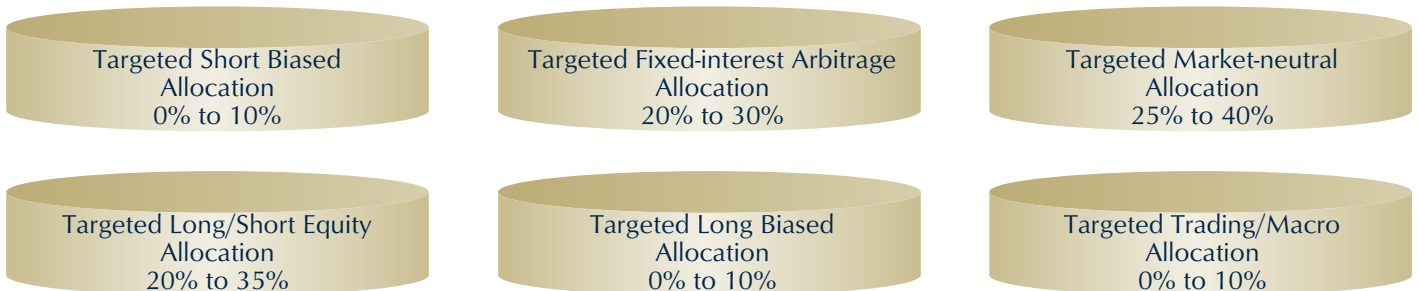 Targeted Short Biased
Allocation
0% to 10%
Targeted Fixed-interest Arbitrage
Allocation
20% to 30%
Targeted Market-neutral
Allocation
25% to 40%
Targeted Long/Short Equity
Allocation
20% to 35%
Targeted Long Biased
Allocation
0% to 10%
Targeted Trading/Macro
Allocation
0% to 10%